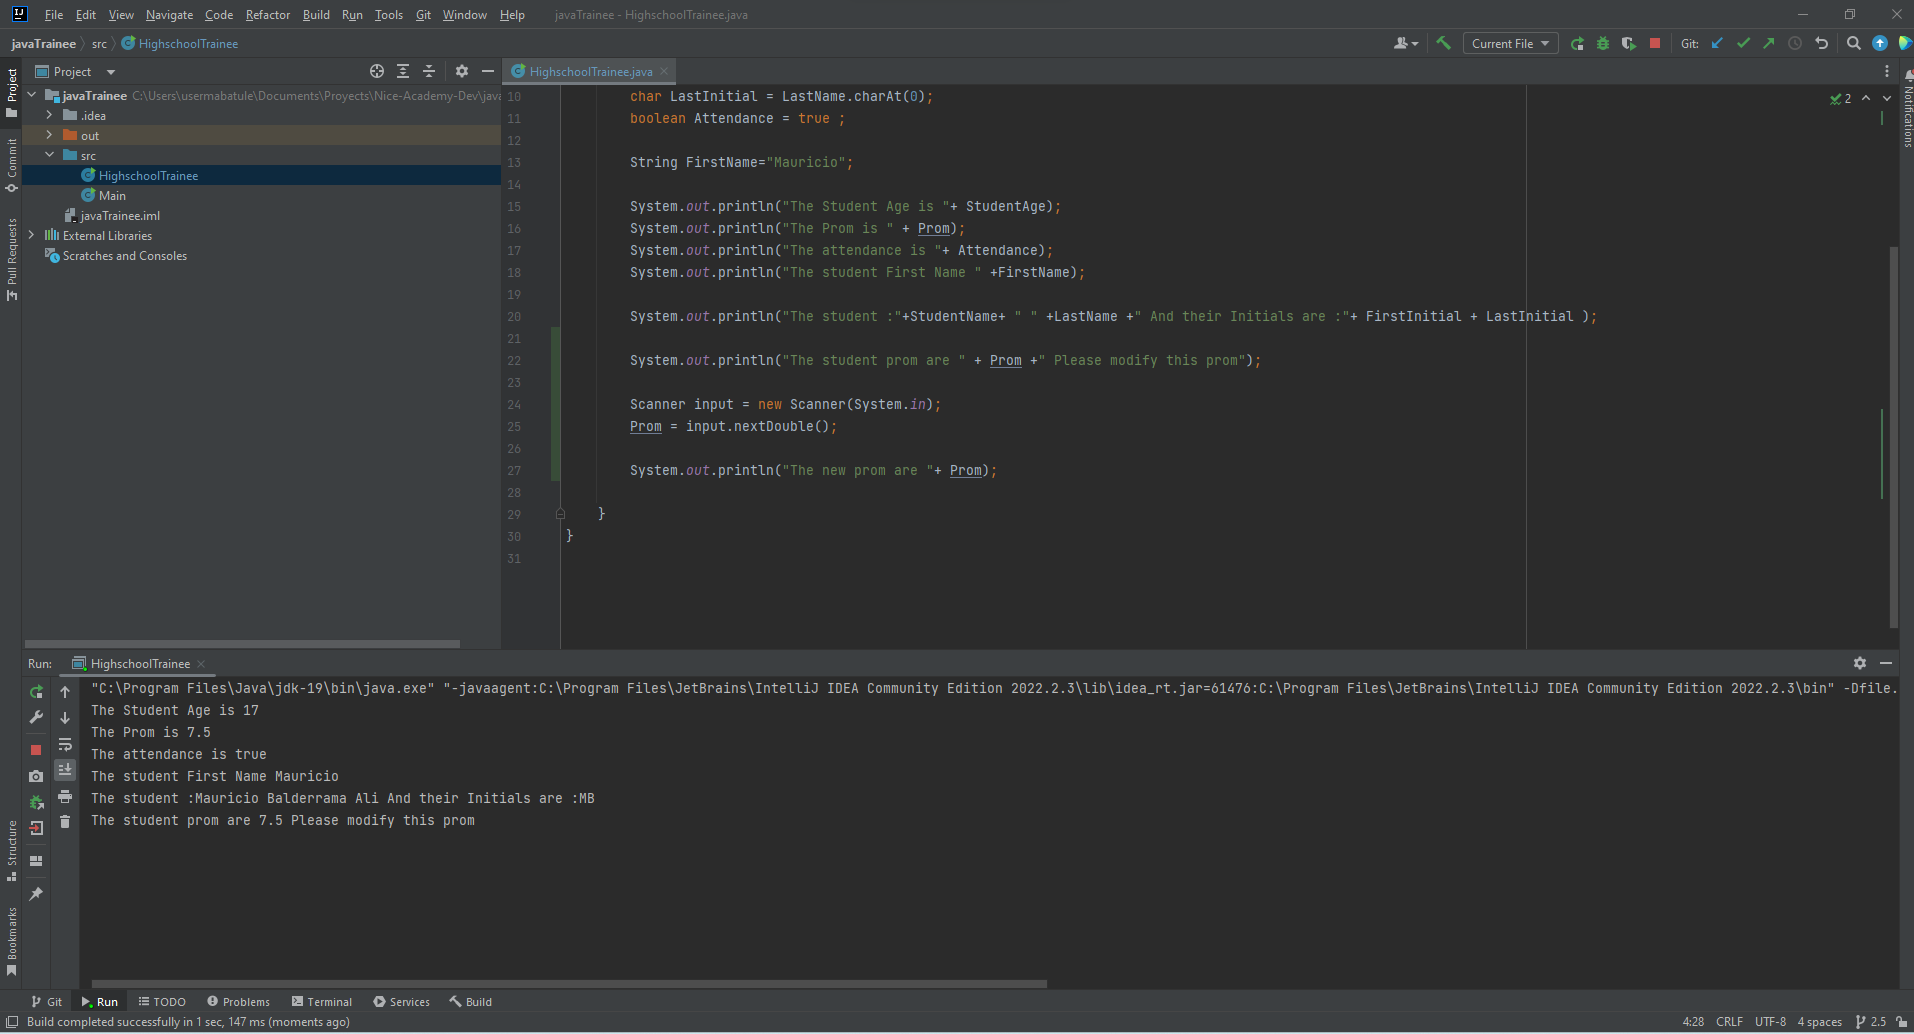 File Edit View Navigate Code Refactor Build Run Tools Git Window Help javaTrainee - HighschoolTrainee.java
javaTrainee src HighschoolTrainee Current File Git:
Project HighschoolTrainee.java
javaTrainee C:\Users\usermabatule\Documents\Proyects\Nice-Academy-Dev\java
.idea
out
src
HighschoolTrainee
Main
javaTrainee.iml
External Libraries
Scratches and Consoles
Project
Commit
Pull Requests
Structure
Bookmarks
Notifications
2
10 char LastInitial = LastName.charAt(0);
11 boolean Attendance = true ;
12
13 String FirstName="Mauricio";
14
15 System.out.println("The Student Age is "+ StudentAge);
16 System.out.println("The Prom is " + Prom);
17 System.out.println("The attendance is "+ Attendance);
18 System.out.println("The student First Name " +FirstName);
19
20 System.out.println("The student :"+StudentName+ " " +LastName +" And their Initials are :"+ FirstInitial + LastInitial );
21
22 System.out.println("The student prom are " + Prom +" Please modify this prom");
23
24 Scanner input = new Scanner(System.in);
25 Prom = input.nextDouble();
26
27 System.out.println("The new prom are "+ Prom);
28
29 }
30 }
31
Run: HighschoolTrainee
"C:\Program Files\Java\jdk-19\bin\java.exe" "-javaagent:C:\Program Files\JetBrains\IntelliJ IDEA Community Edition 2022.2.3\lib\idea_rt.jar=61476:C:\Program Files\JetBrains\IntelliJ IDEA Community Edition 2022.2.3\bin" -Dfile.
The Student Age is 17
The Prom is 7.5
The attendance is true
The student First Name Mauricio
The student :Mauricio Balderrama Ali And their Initials are :MB
The student prom are 7.5 Please modify this prom
Git Run TODO Problems Terminal Services Build
Build completed successfully in 1 sec, 147 ms (moments ago) 4:28 CRLF UTF-8 4 spaces 2.5